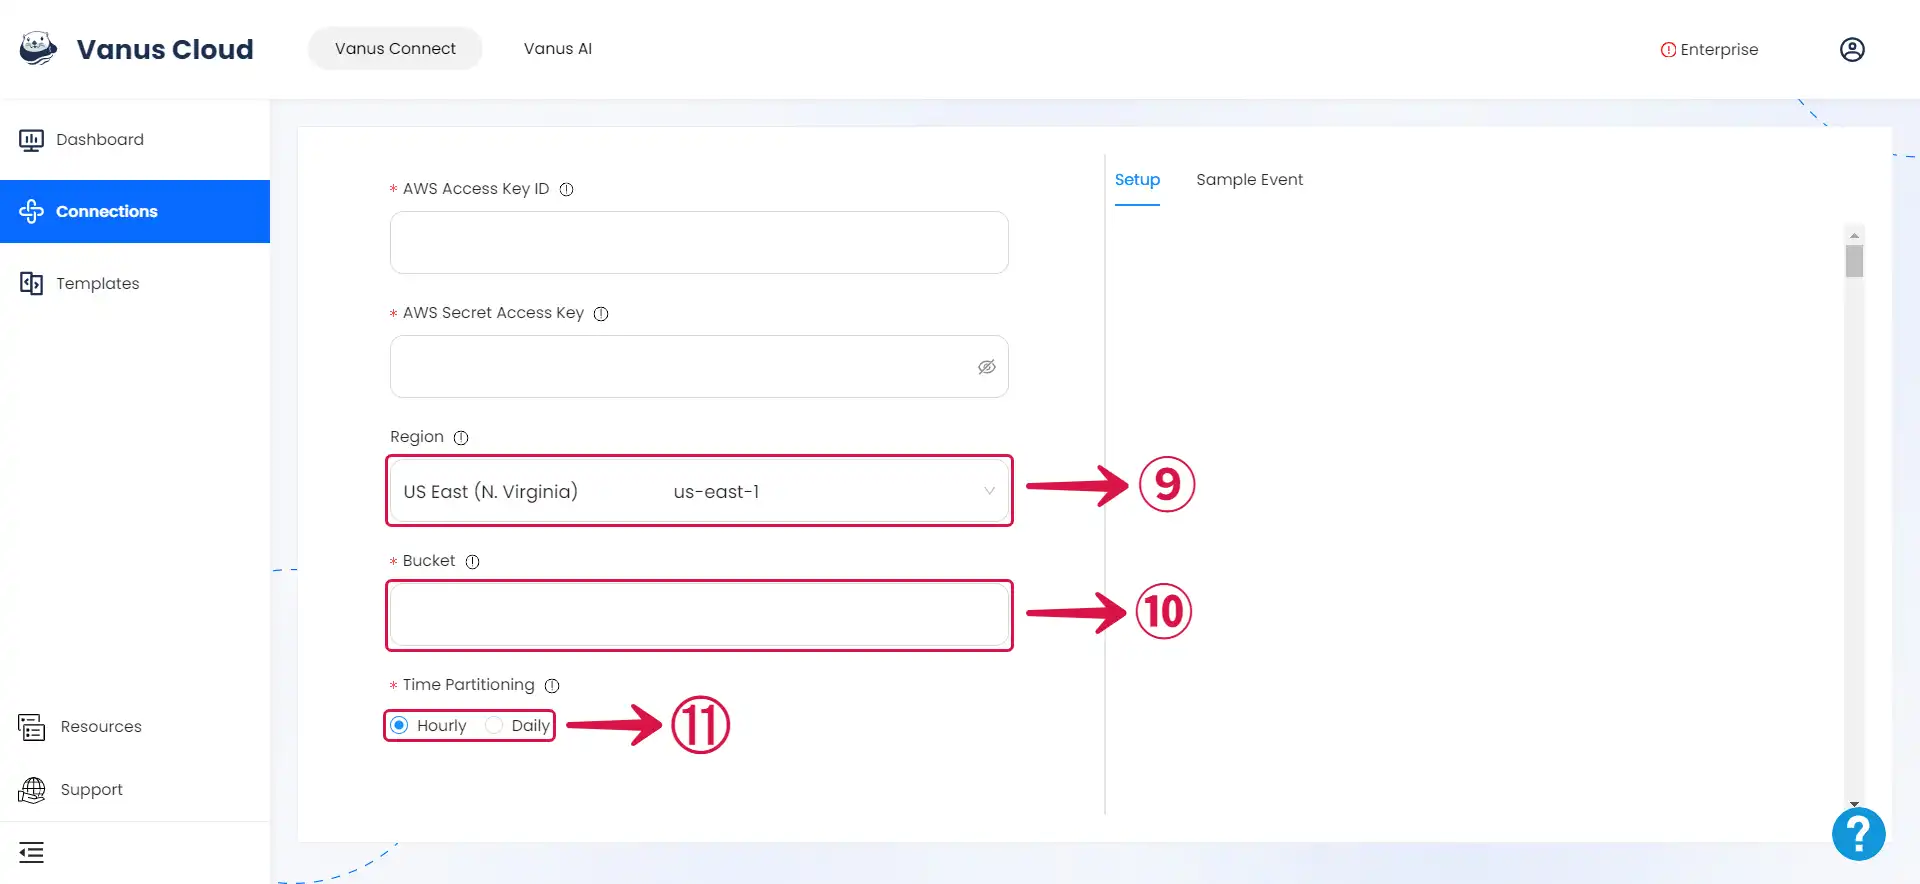 Vanus Cloud
Vanus Connect
Vanus AI
Enterprise
Dashboard
Connections
Templates
Resources
Support
* AWS Access Key ID
* AWS Secret Access Key
Region
US East (N. Virginia) us-east-1
⑨
* Bucket
⑩
* Time Partitioning
Hourly Daily
⑪
Setup
Sample Event
?